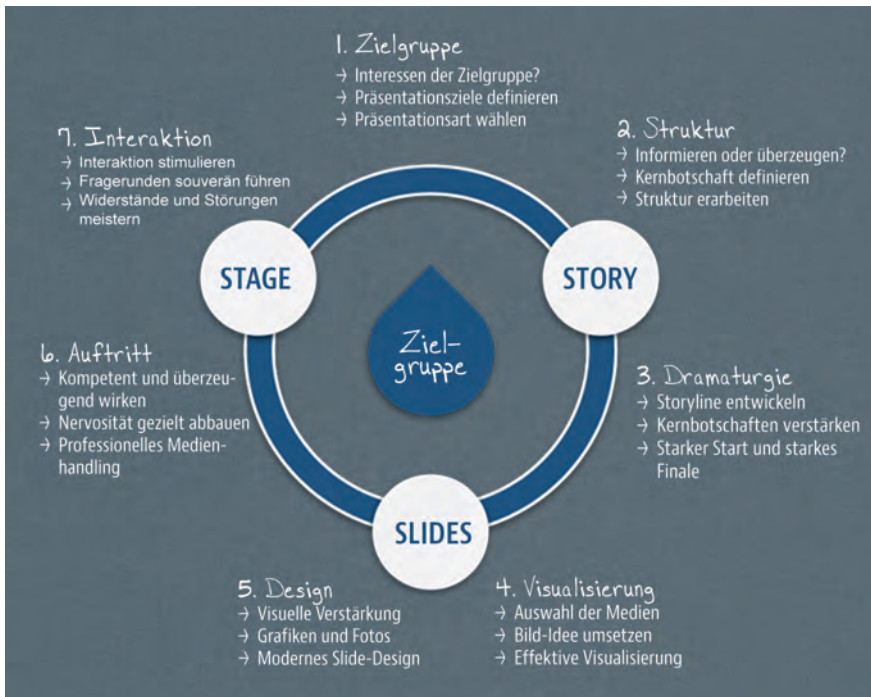 1. Zielgruppe
→ Interessen der Zielgruppe?
→ Präsentationsziele definieren
→ Präsentationsart wählen
2. Struktur
→ Informieren oder überzeugen?
→ Kernbotschaft definieren
→ Struktur erarbeiten
STORY
3. Dramaturgie
→ Storyline entwickeln
→ Kernbotschaften verstärken
→ Starker Start und starkes
Finale
4. Visualisierung
→ Auswahl der Medien
→ Bild-Idee umsetzen
→ Effektive Visualisierung
SLIDES
5. Design
→ Visuelle Verstärkung
→ Grafiken und Fotos
→ Modernes Slide-Design
6. Auftritt
→ Kompetent und überzeu-
gend wirken
→ Nervosität gezielt abbauen
→ Professionelles Medien-
handling
STAGE
7. Interaktion
→ Interaktion stimulieren
→ Fragerunden souverän führen
→ Widerstände und Störungen
meistern
Ziel-
gruppe